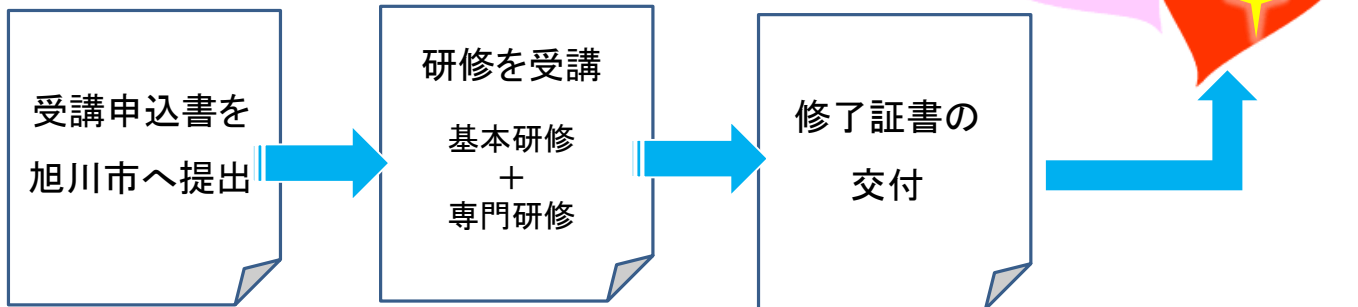 受講申込書を
旭川市へ提出
研修を受講
基本研修
＋
専門研修
修了証書の
交付